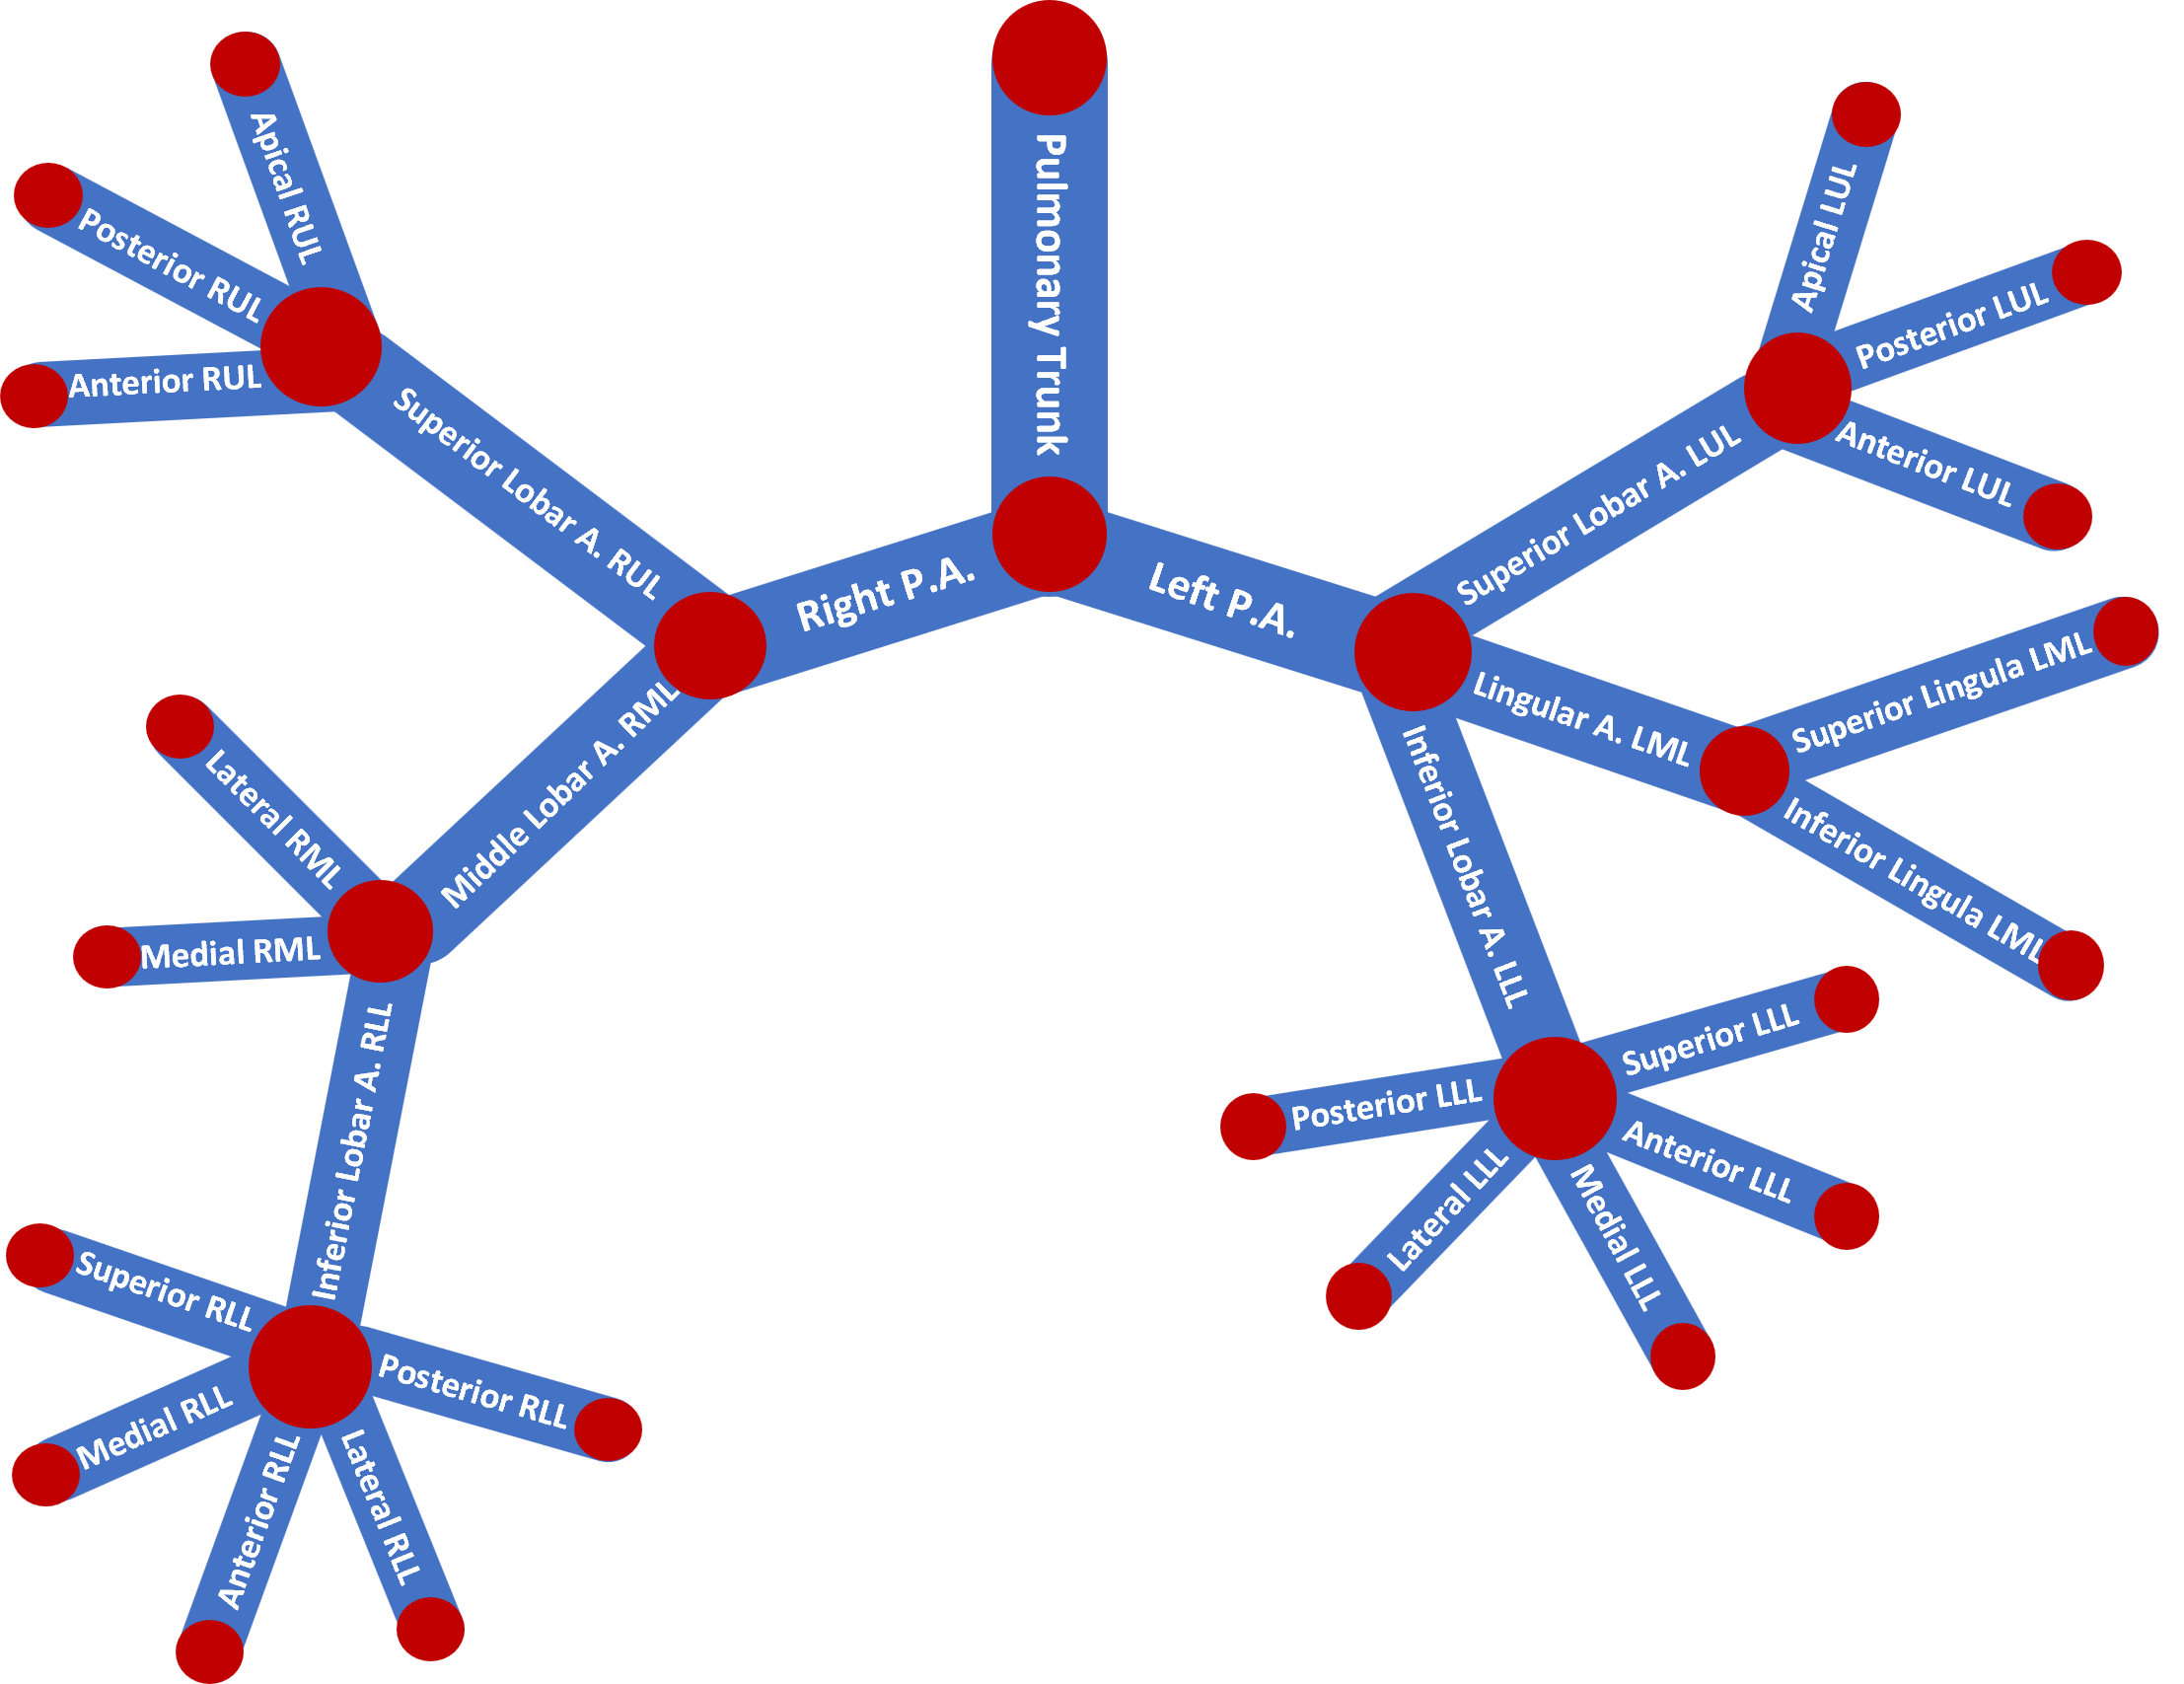 Pulmonary Trunk
Right P.A.
Left P.A.
Superior Lobar A. RUL
Apical RUL
Posterior RUL
Anterior RUL
Middle Lobar A. RML
Lateral RML
Medial RML
Inferior Lobar A. RLL
Superior RLL
Medial RLL
Anterior RLL
Lateral RLL
Posterior RLL
Superior Lobar A. LUL
Apical LUL
Posterior LUL
Anterior LUL
Lingular A. LML
Superior Lingula LML
Inferior Lingula LML
Inferior Lobar A. LLL
Superior LLL
Anterior LLL
Medial LLL
Lateral LLL
Posterior LLL